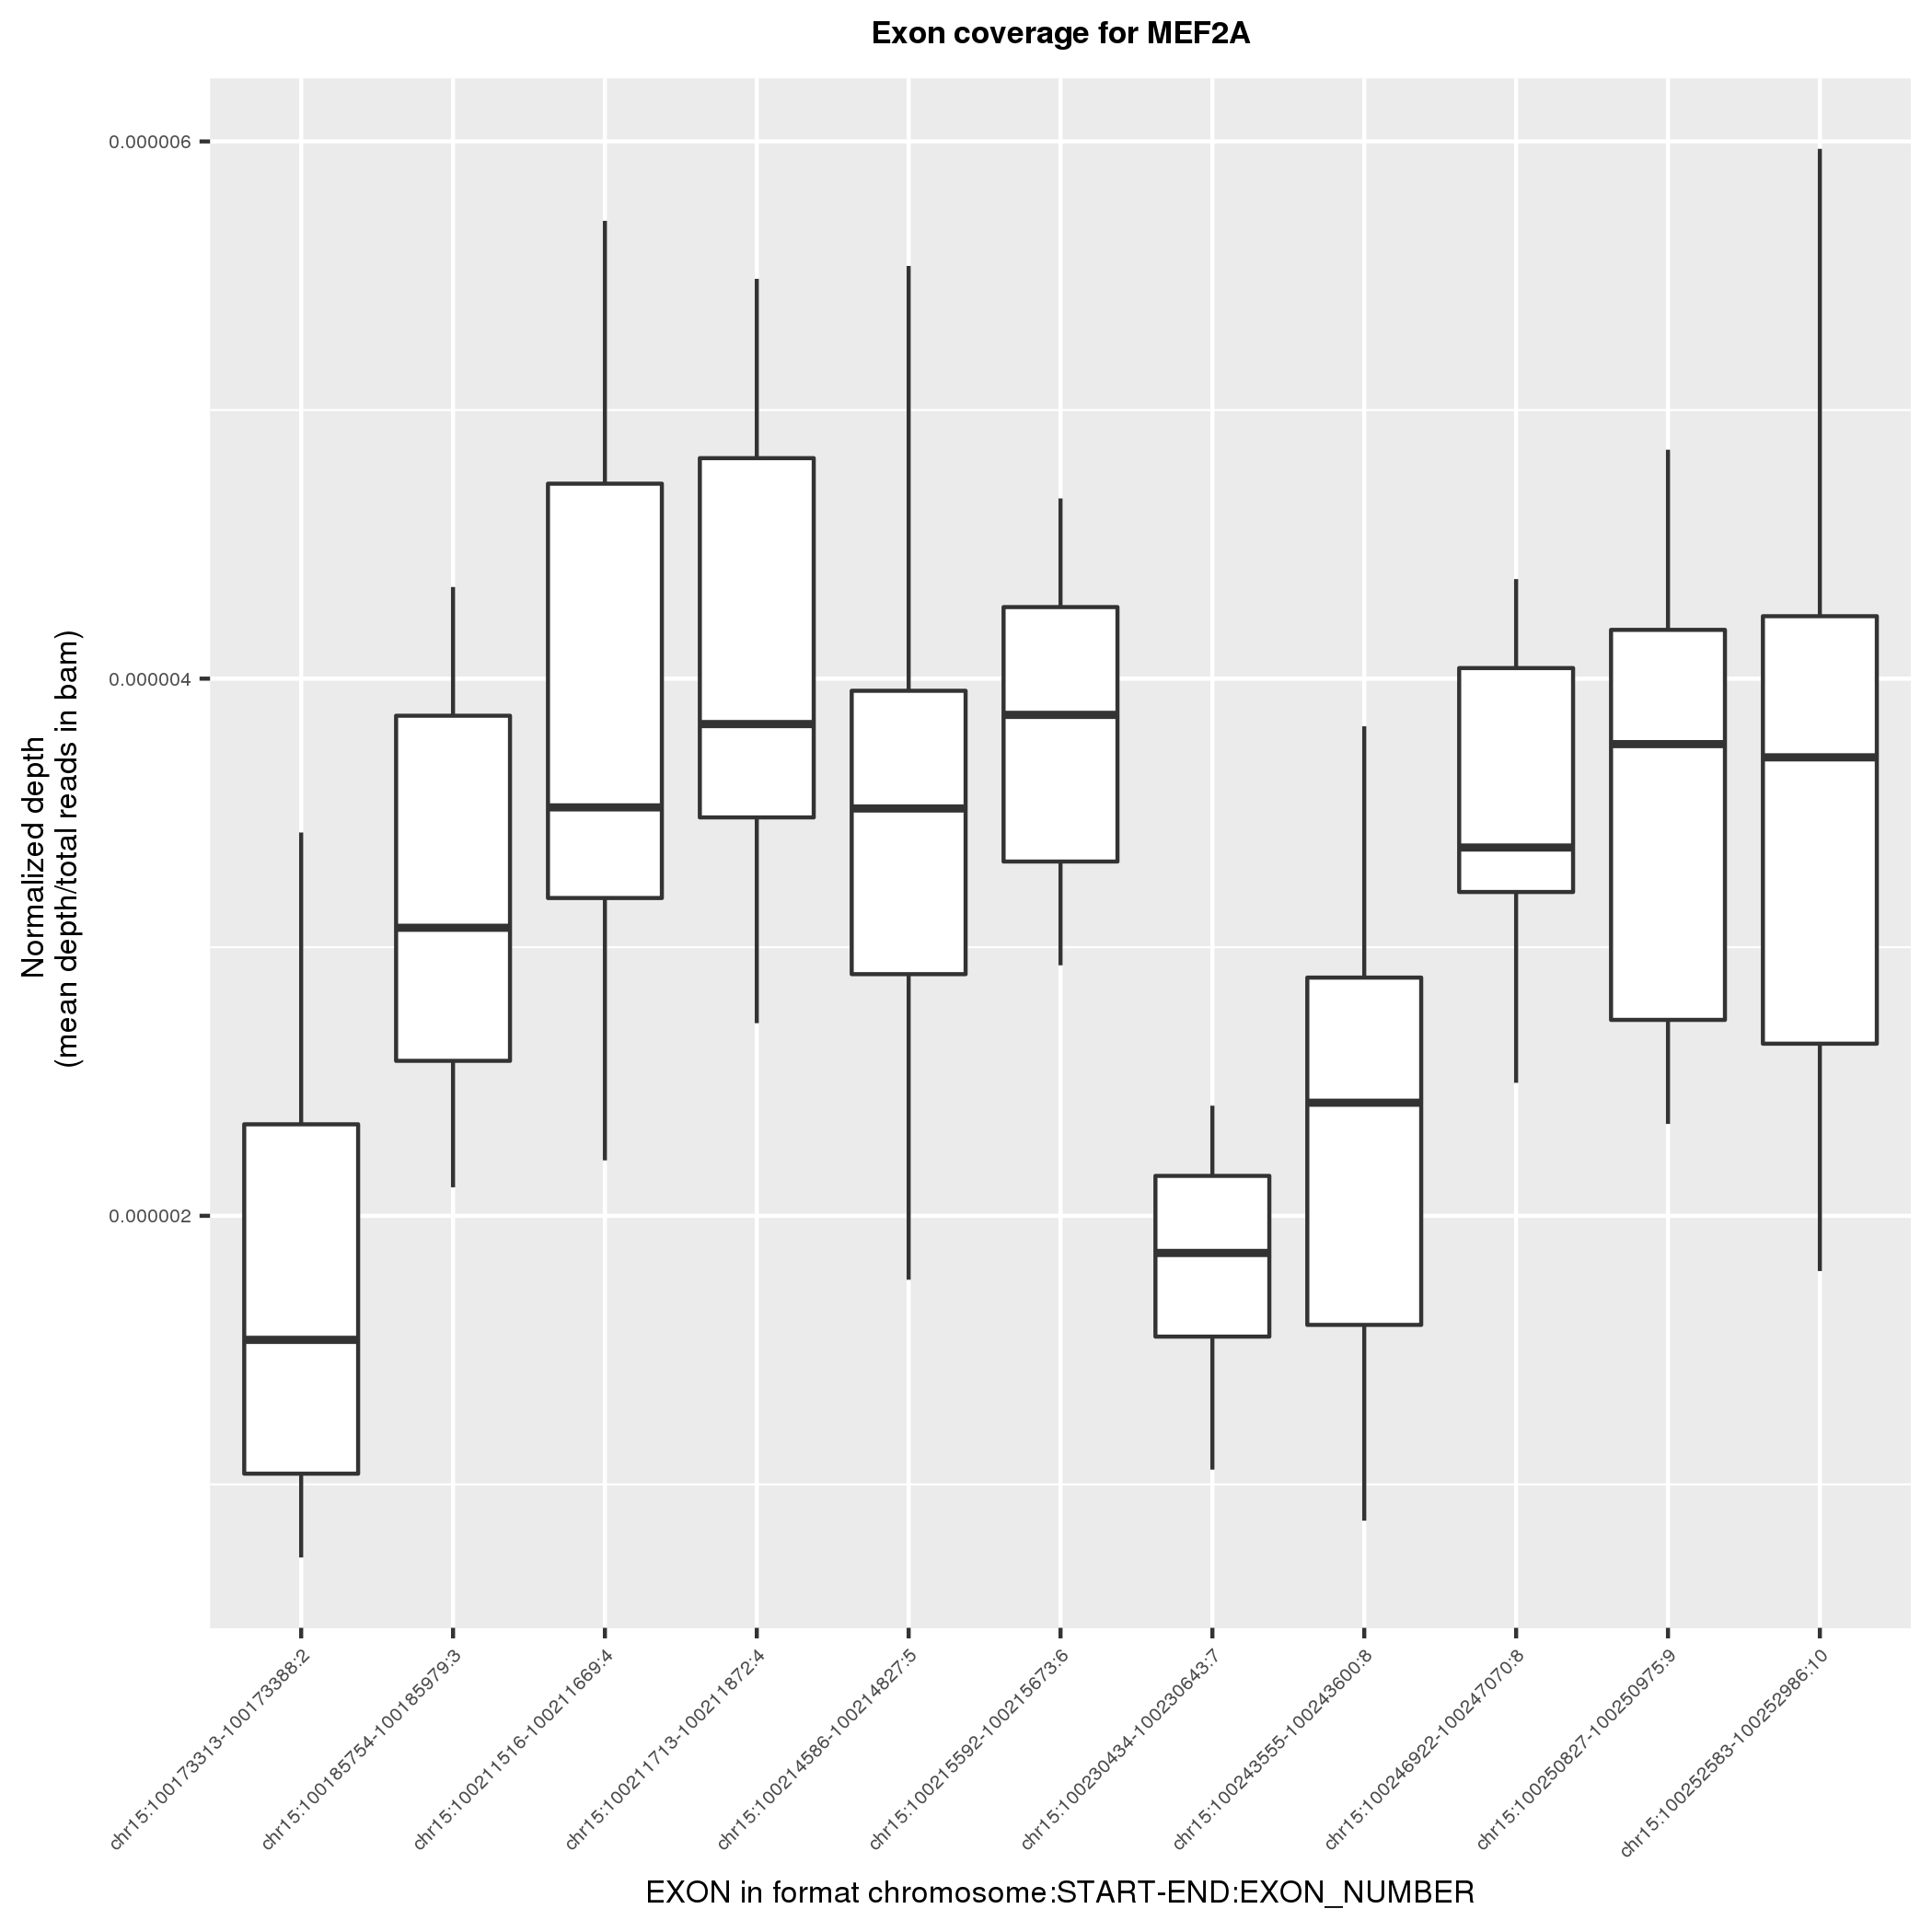 Exon coverage for MEF2A
0.000006
0.000004
0.000002
Normalized depth
(mean depth/total reads in bam)
chr15:100173313-100173388:2
chr15:100185754-100185979:3
chr15:100211516-100211669:4
chr15:100211713-100211872:4
chr15:100214586-100214827:5
chr15:100215592-100215673:6
chr15:100230434-100230643:7
chr15:100243555-100243600:8
chr15:100246922-100247070:8
chr15:100250827-100250975:9
chr15:100252583-100252986:10
EXON in format chromosome:START-END:EXON_NUMBER